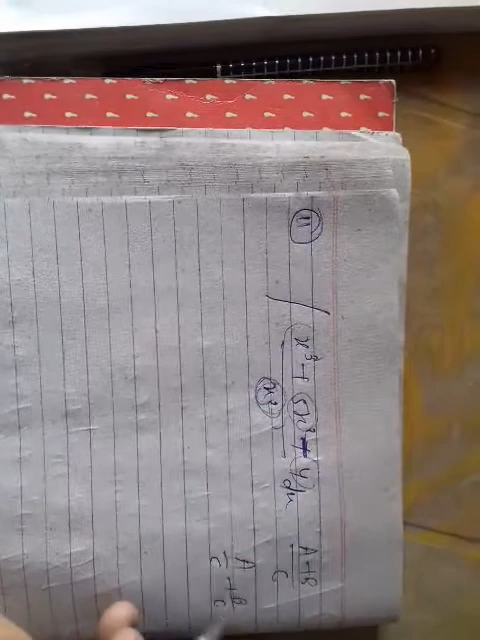 (11)
∫ x³ + 5x² + 4 dx
x²
A+B
C
A + B
C C